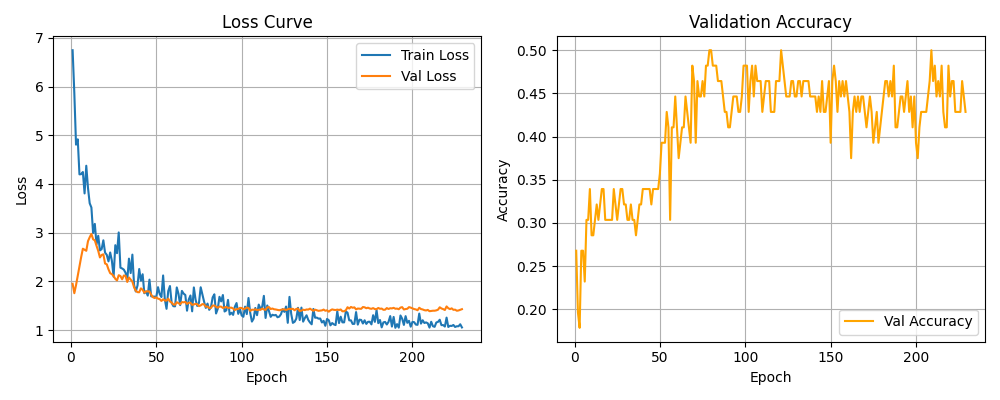 Loss Curve
Validation Accuracy
7
6
5
4
3
2
1
Loss
Train Loss
Val Loss
0
50
100
150
200
Epoch
0.50
0.45
0.40
0.35
0.30
0.25
0.20
Accuracy
Val Accuracy
0
50
100
150
200
Epoch